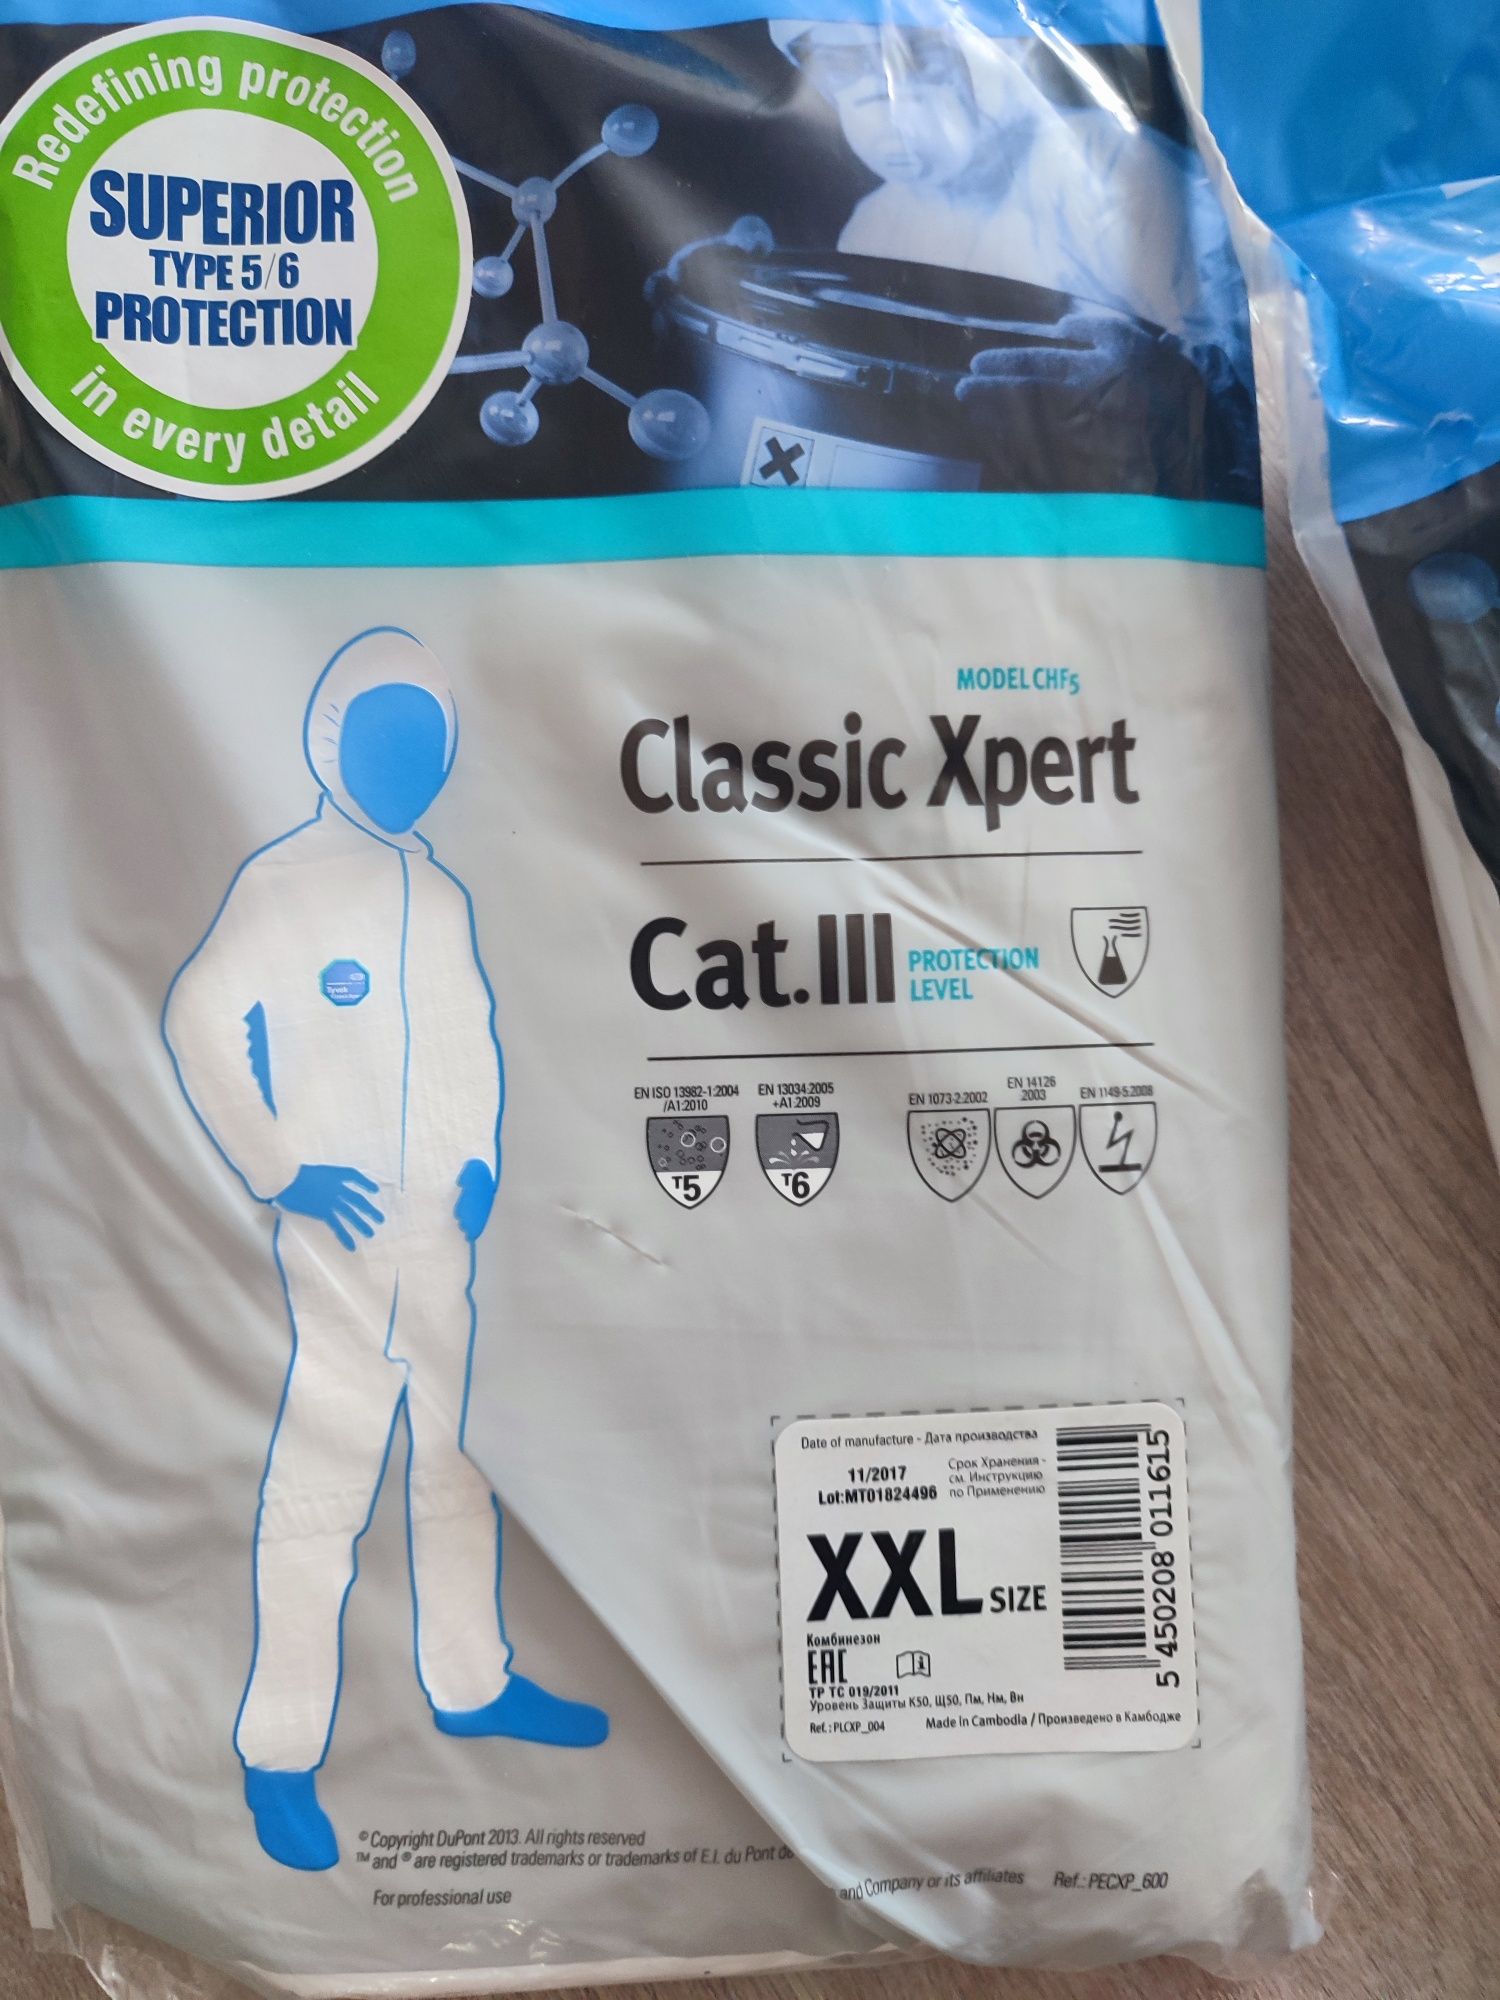 Redefining protection
SUPERIOR
TYPE 5/6
PROTECTION
in every detail
MODEL CHF5
Classic Xpert
Cat.III PROTECTION
LEVEL
EN ISO 13982-1:2004
/A1:2010
EN 13034:2005
+A1:2009
EN 1073-2:2002
EN 14126
2003
EN 1149-5:2008
T5
T6
Tyvek
Date of manufacture - Дата производства
11/2017
Lot:MT01824496
Срок Хранения -
см. Инструкцию
по Применению
XXL SIZE
Комбинезон
EAC
ТР ТС 019/2011
Уровень Защиты К50, Щ50, Пм, Нм, Вн
Ref.: PLCXP_004 Made in Cambodia / Произведено в Камбодже
5 450208 011615
© Copyright DuPont 2013. All rights reserved
™ and ® are registered trademarks or trademarks of E.I. du Pont de
and Company or its affiliates Ref.: PECXP_600
For professional use